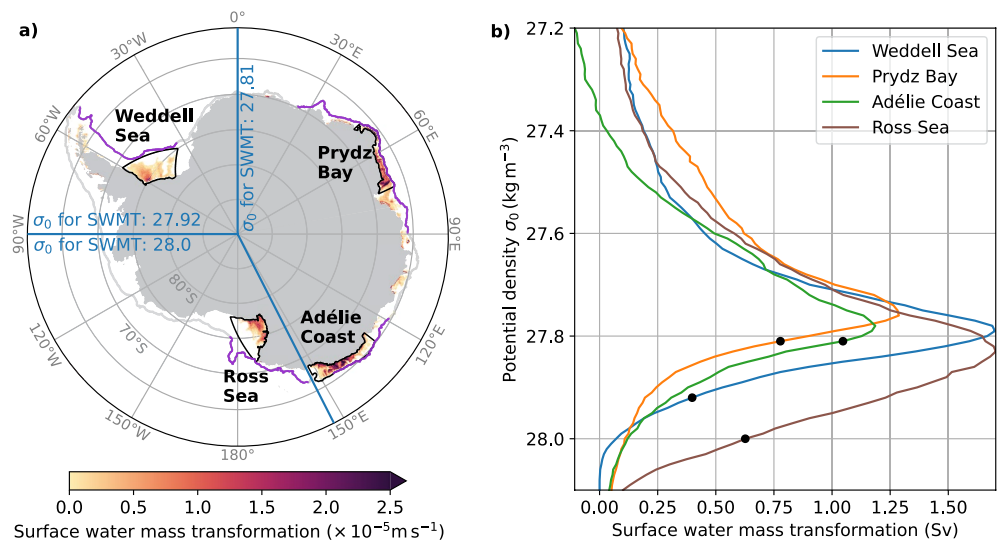 a)
0°
30°E
60°E
90°E
120°E
150°E
180°
150°W
120°W
90°W
60°W
30°W
80°S
70°S
Weddell
Sea
Prydz
Bay
Adélie
Coast
Ross
Sea
σ₀ for SWMT: 27.81
σ₀ for SWMT: 27.92
σ₀ for SWMT: 28.0
0.0 0.5 1.0 1.5 2.0 2.5
Surface water mass transformation (× 10⁻⁵m s⁻¹)
b)
Weddell Sea
Prydz Bay
Adélie Coast
Ross Sea
Potential density σ₀ (kg m⁻³)
27.2
27.4
27.6
27.8
28.0
0.00 0.25 0.50 0.75 1.00 1.25 1.50
Surface water mass transformation (Sv)